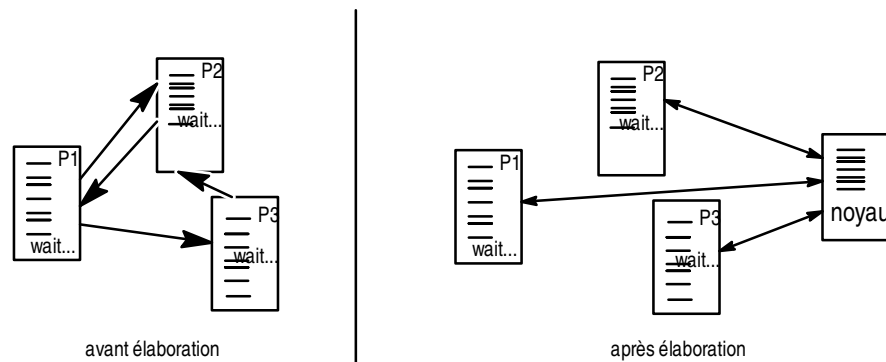 P2
wait...
P1
wait...
P3
wait...
avant élaboration
P2
wait...
P1
wait...
P3
wait...
noyau
après élaboration